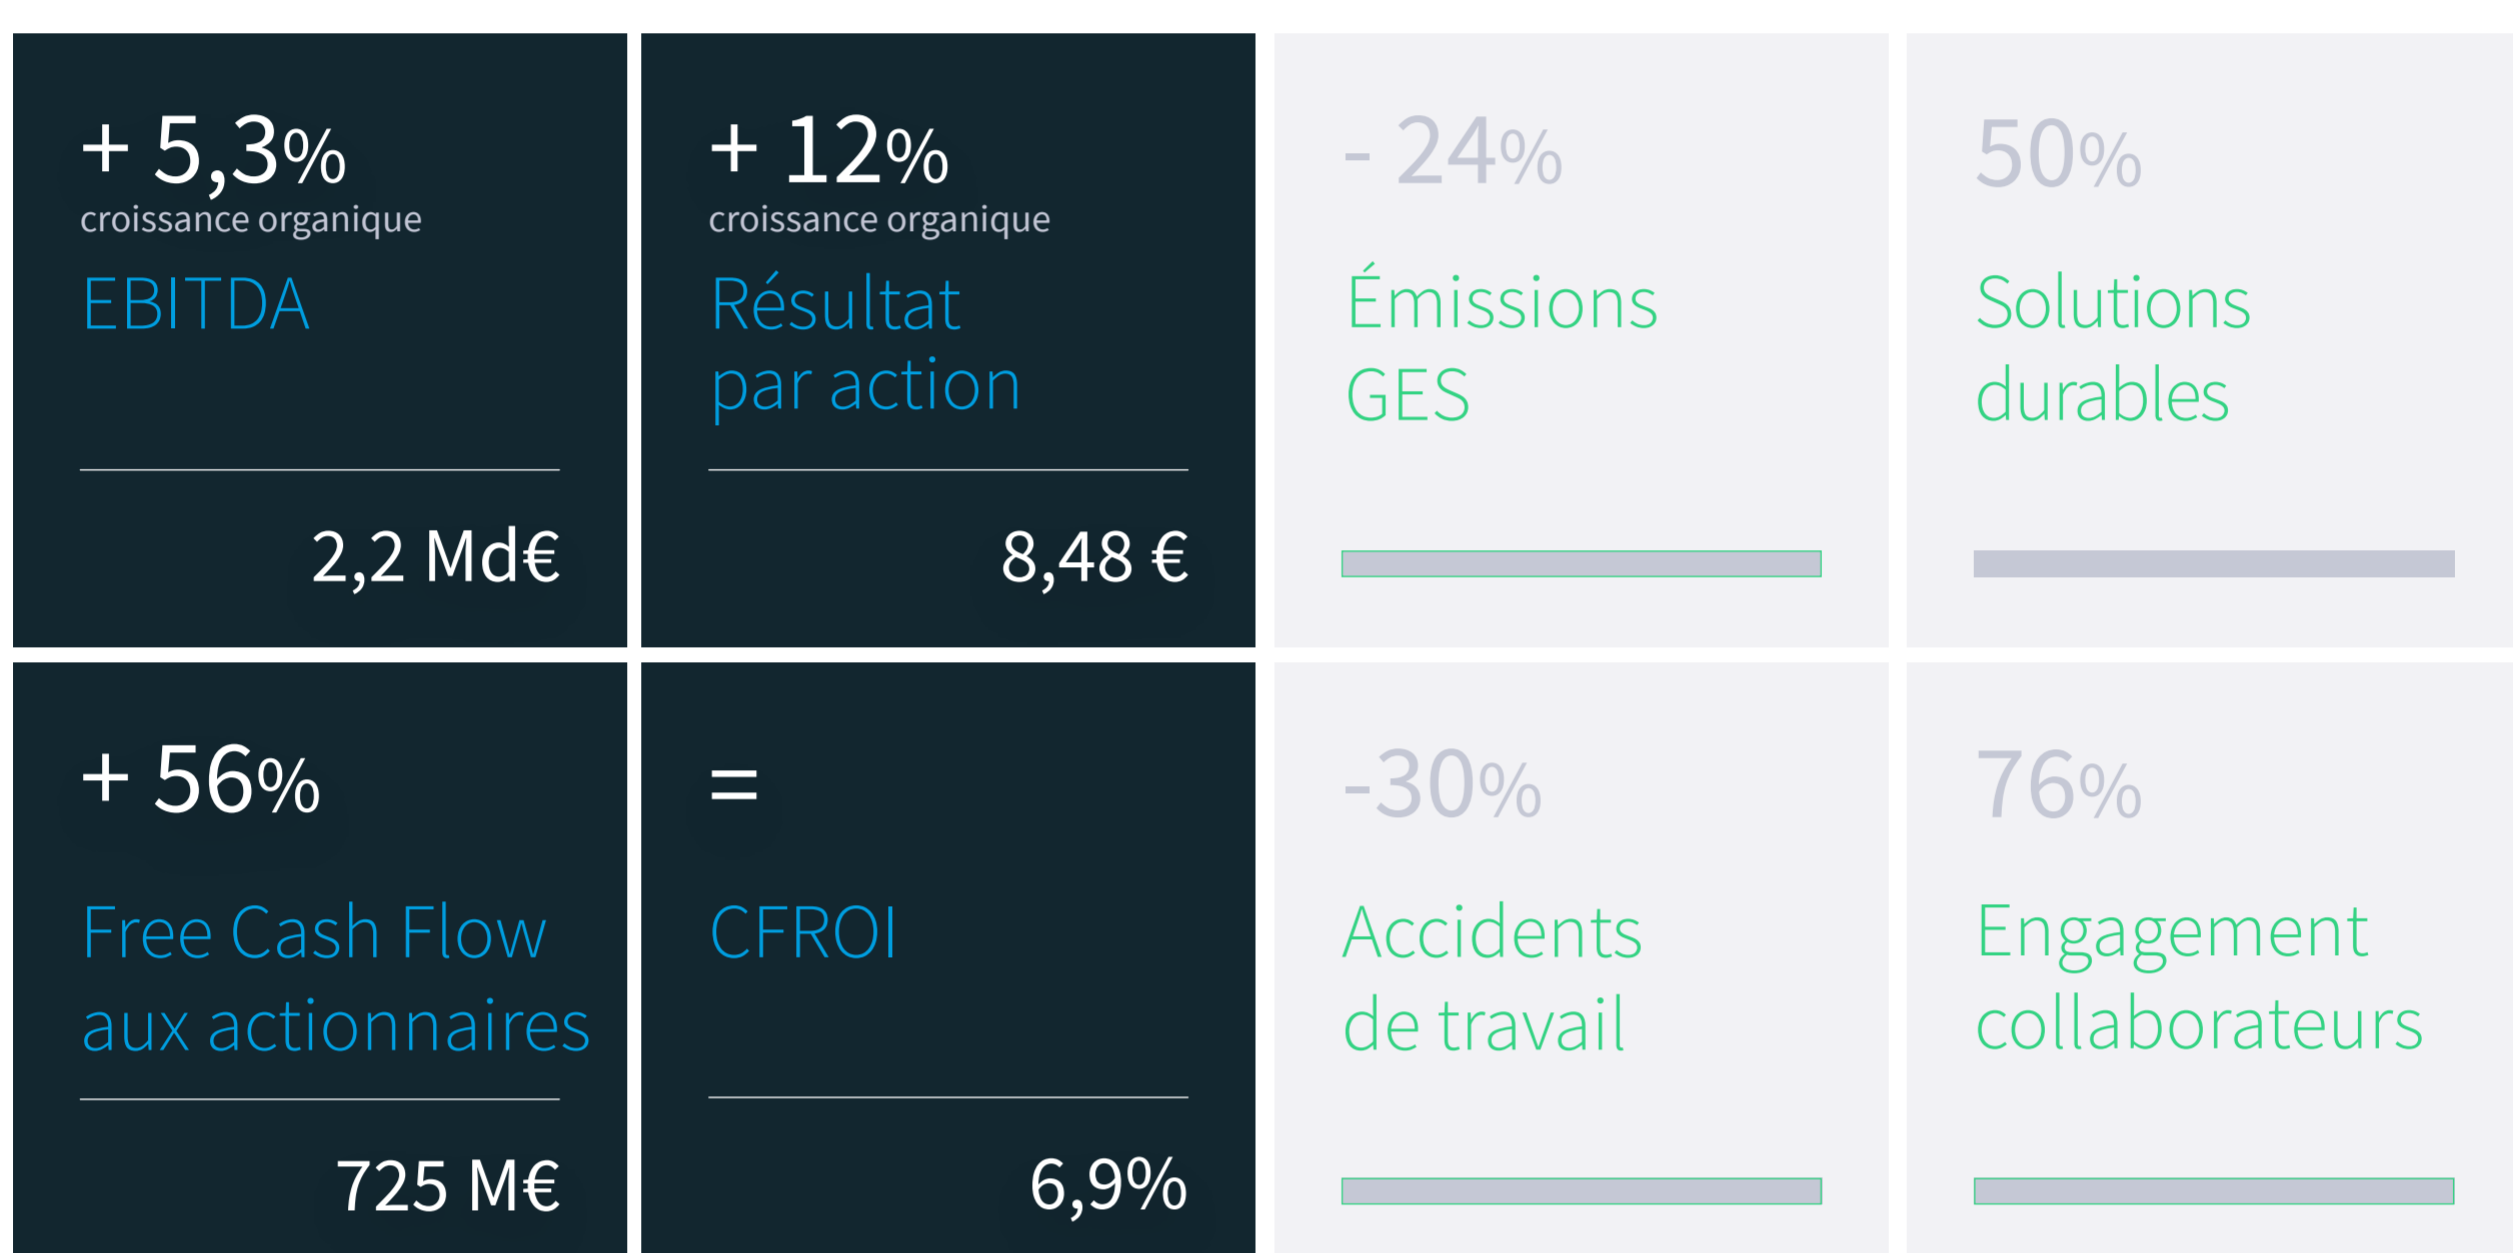 + 5,3%
croissance organique
EBITDA
2,2 Md€
+ 12%
croissance organique
Résultat
par action
8,48 €
- 24%
Émissions
GES
50%
Solutions
durables
+ 56%
Free Cash Flow
aux actionnaires
725 M€
=
CFROI
6,9%
-30%
Accidents
de travail
76%
Engagement
collaborateurs